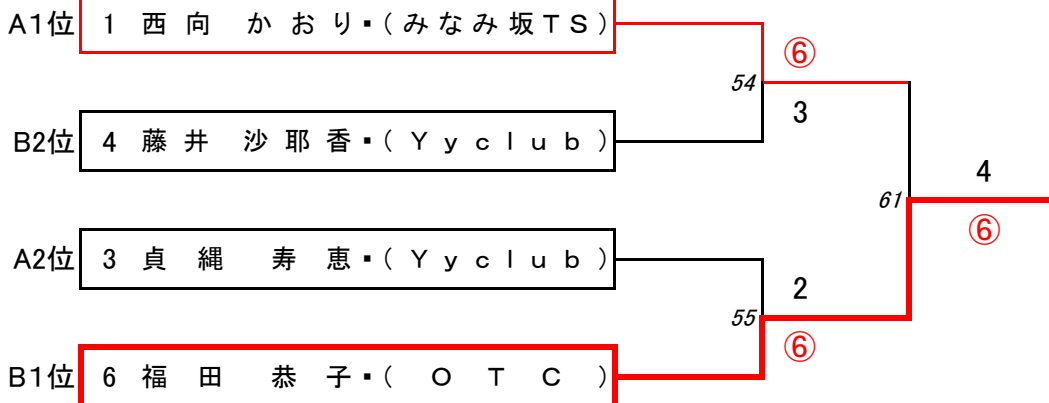 A1位 1 西向 かおり・(みなみ坂TS)
⑥
54
3
B2位 4 藤井 沙耶香・(Yyclub)
4
61
⑥
A2位 3 貞縄 寿恵・(Yyclub)
2
55
⑥
B1位 6 福田 恭子・(OTC)